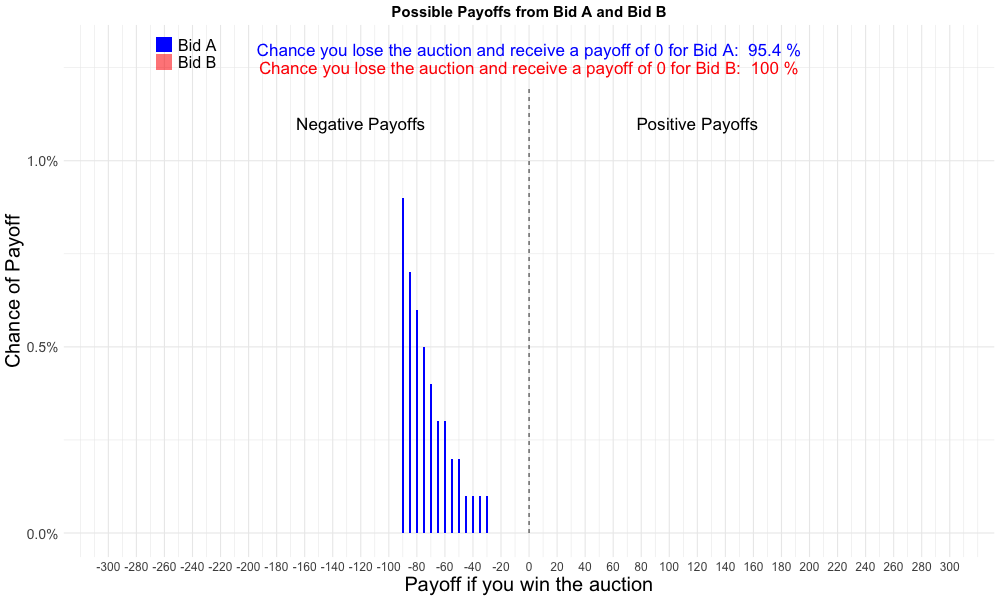 Possible Payoffs from Bid A and Bid B
Bid A
Bid B
Chance you lose the auction and receive a payoff of 0 for Bid A:  95.4 %
Chance you lose the auction and receive a payoff of 0 for Bid B:  100 %
Negative Payoffs
Positive Payoffs
Chance of Payoff
1.0%
0.5%
0.0%
-300 -280 -260 -240 -220 -200 -180 -160 -140 -120 -100 -80 -60 -40 -20 0 20 40 60 80 100 120 140 160 180 200 220 240 260 280 300
Payoff if you win the auction